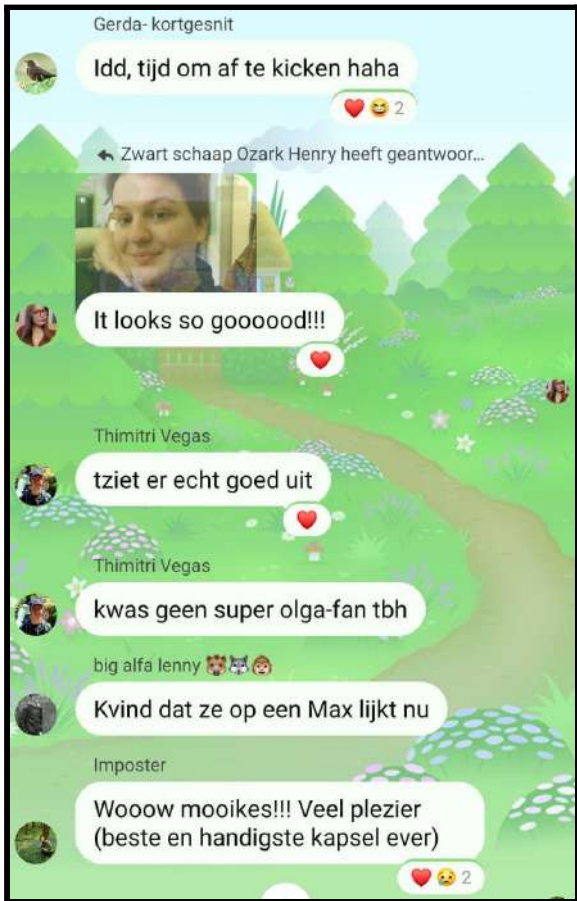 Gerda- kortgesnit
Idd, tijd om af te kicken haha
2
Zwart schaap Ozark Henry heeft geantwoor...
It looks so goooood!!!
Thimitri Vegas
tziet er echt goed uit
Thimitri Vegas
kwas geen super olga-fan tbh
big alfa lenny 🐯🐺🦁
Kvind dat ze op een Max lijkt nu
Imposter
Wooow mooikes!!! Veel plezier
(beste en handigste kapsel ever)
2